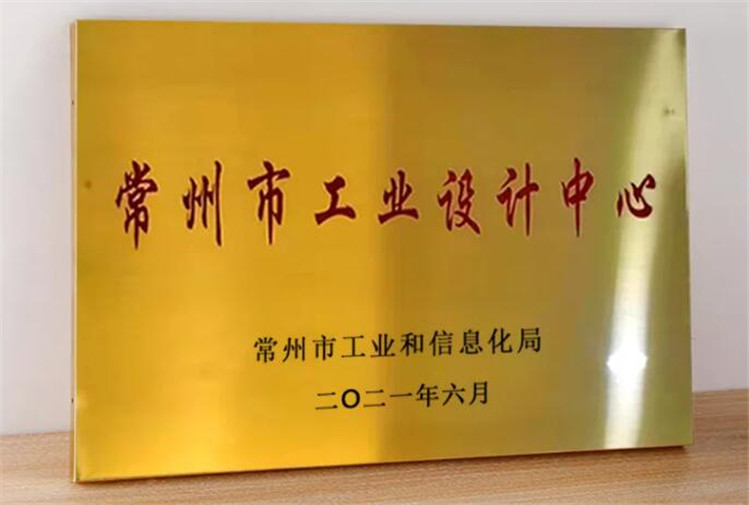 常州市工业设计中心
常州市工业和信息化局
二〇二一年六月